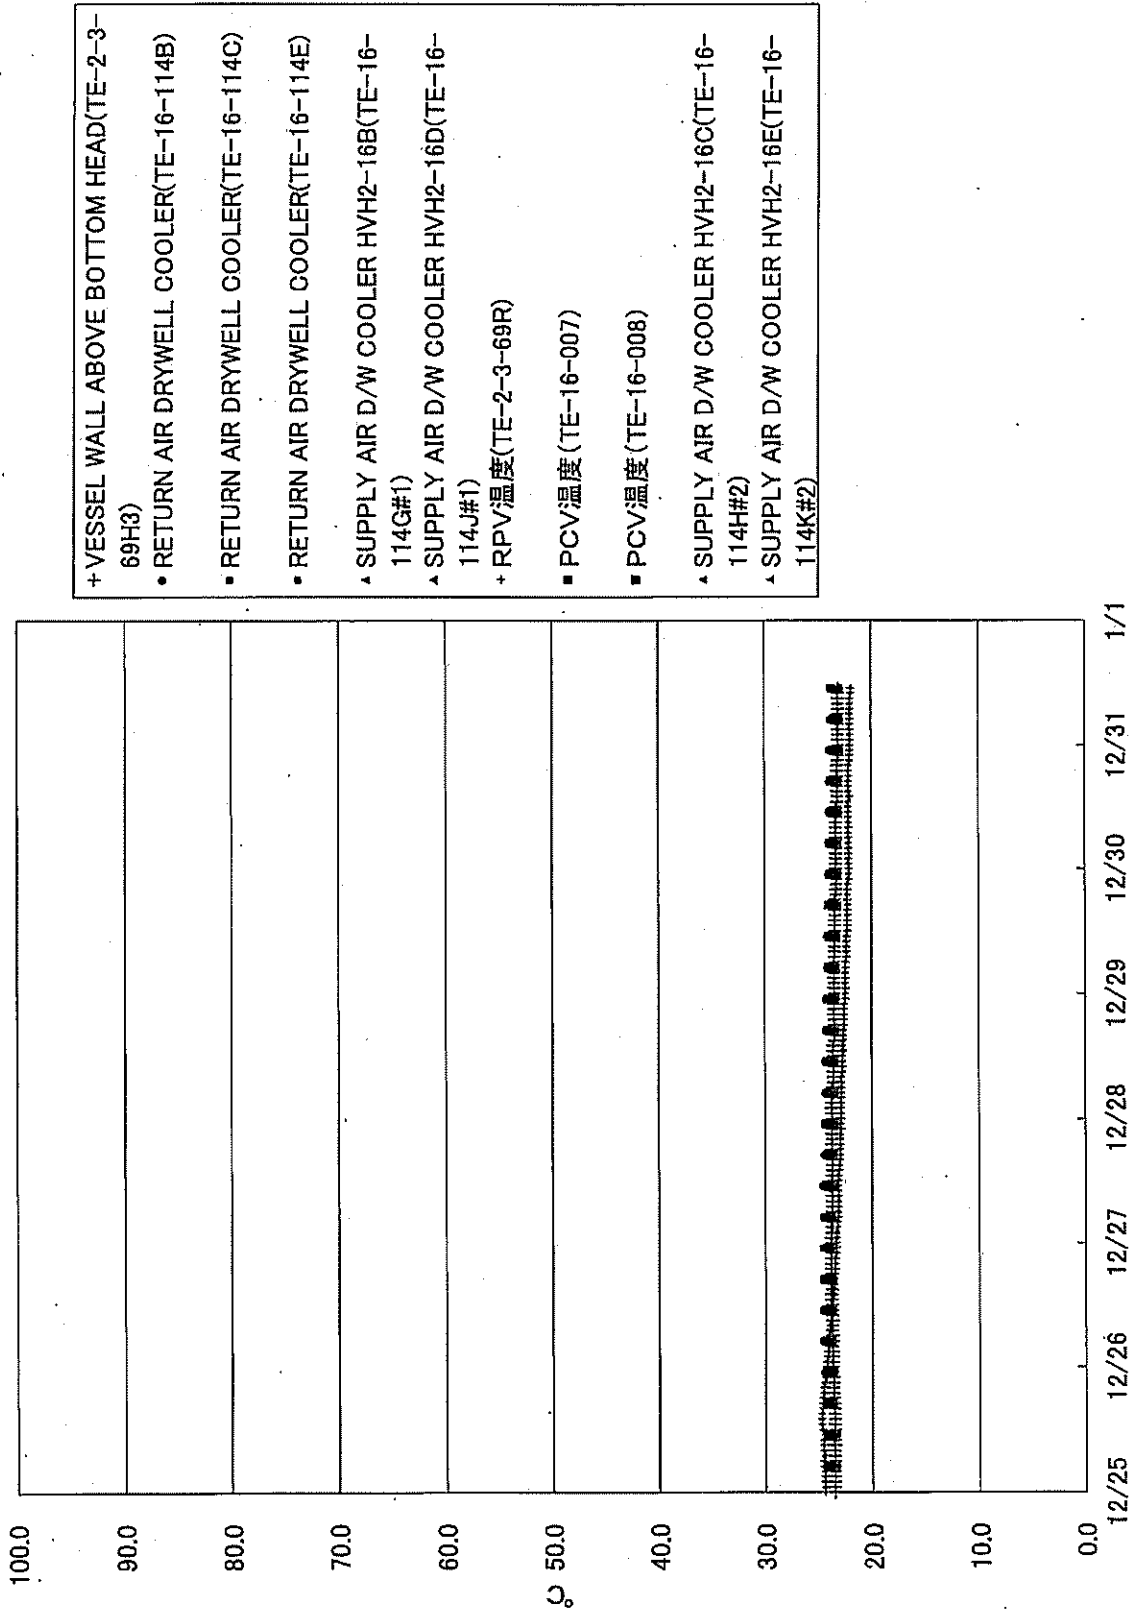 100.0
90.0
80.0
70.0
60.0
50.0
40.0
30.0
20.0
10.0
0.0
°C
12/25
12/26
12/27
12/28
12/29
12/30
12/31
1/1
+ VESSEL WALL ABOVE BOTTOM HEAD(TE-2-3-
69H3)
• RETURN AIR DRYWELL COOLER(TE-16-114B)
▪ RETURN AIR DRYWELL COOLER(TE-16-114C)
• RETURN AIR DRYWELL COOLER(TE-16-114E)
▲ SUPPLY AIR D/W COOLER HVH2-16B(TE-16-
114G#1)
▲ SUPPLY AIR D/W COOLER HVH2-16D(TE-16-
114J#1)
+ RPV温度(TE-2-3-69R)
■ PCV温度(TE-16-007)
■ PCV温度(TE-16-008)
▲ SUPPLY AIR D/W COOLER HVH2-16C(TE-16-
114H#2)
▲ SUPPLY AIR D/W COOLER HVH2-16E(TE-16-
114K#2)